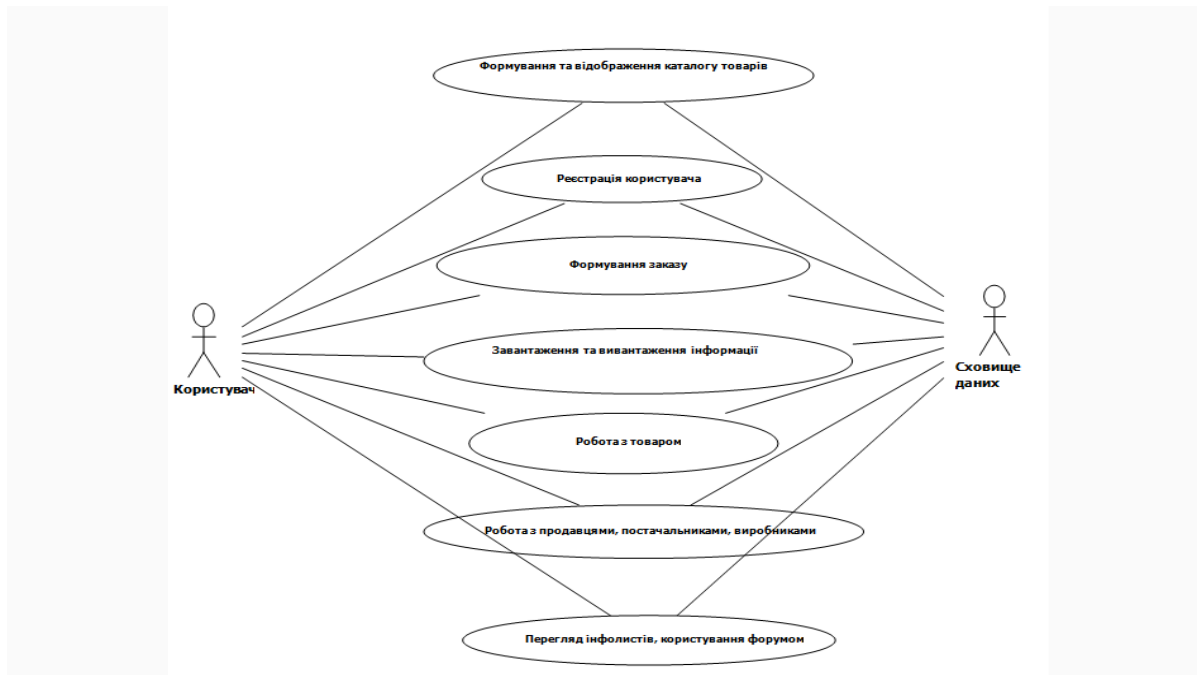 Формування та відображення каталогу товарів
Реєстрація користувача
Формування заказу
Завантаження та вивантаження інформації
Користувач
Сховище
даних
Робота з товаром
Робота з продавцями, постачальниками, виробниками
Перегляд інфолистів, користування форумом